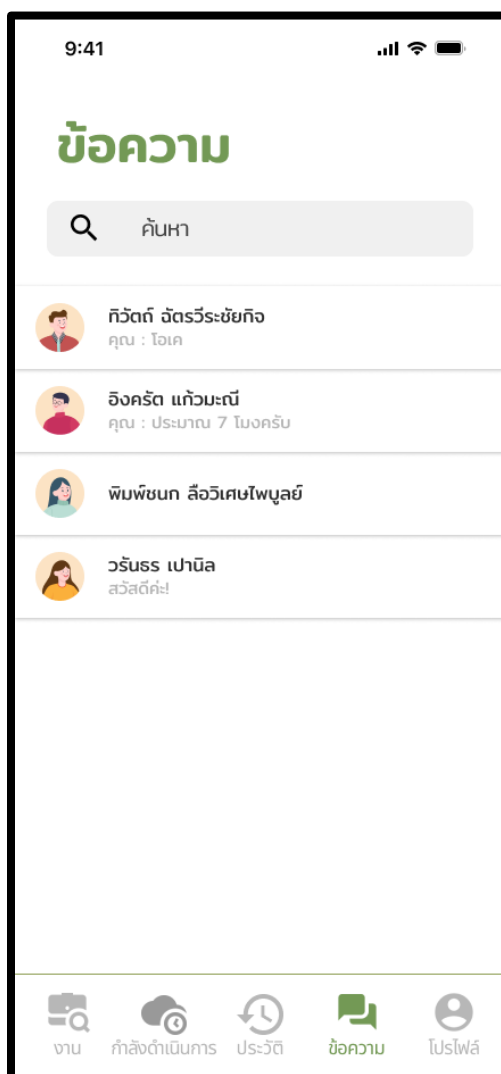 9:41
ข้อความ
ค้นหา
ทิวัตถ์ ฉัตรวีระชัยกิจ
คุณ : โอเค
อิงครัต แก้วมะณี
คุณ : ประมาณ 7 โมงครับ
พิมพ์ชนก ลือวิเศษไพบูลย์
วรันธร เปานิล
สวัสดีค่ะ!
งาน กำลังดำเนินการ ประวัติ ข้อความ โปรไฟล์